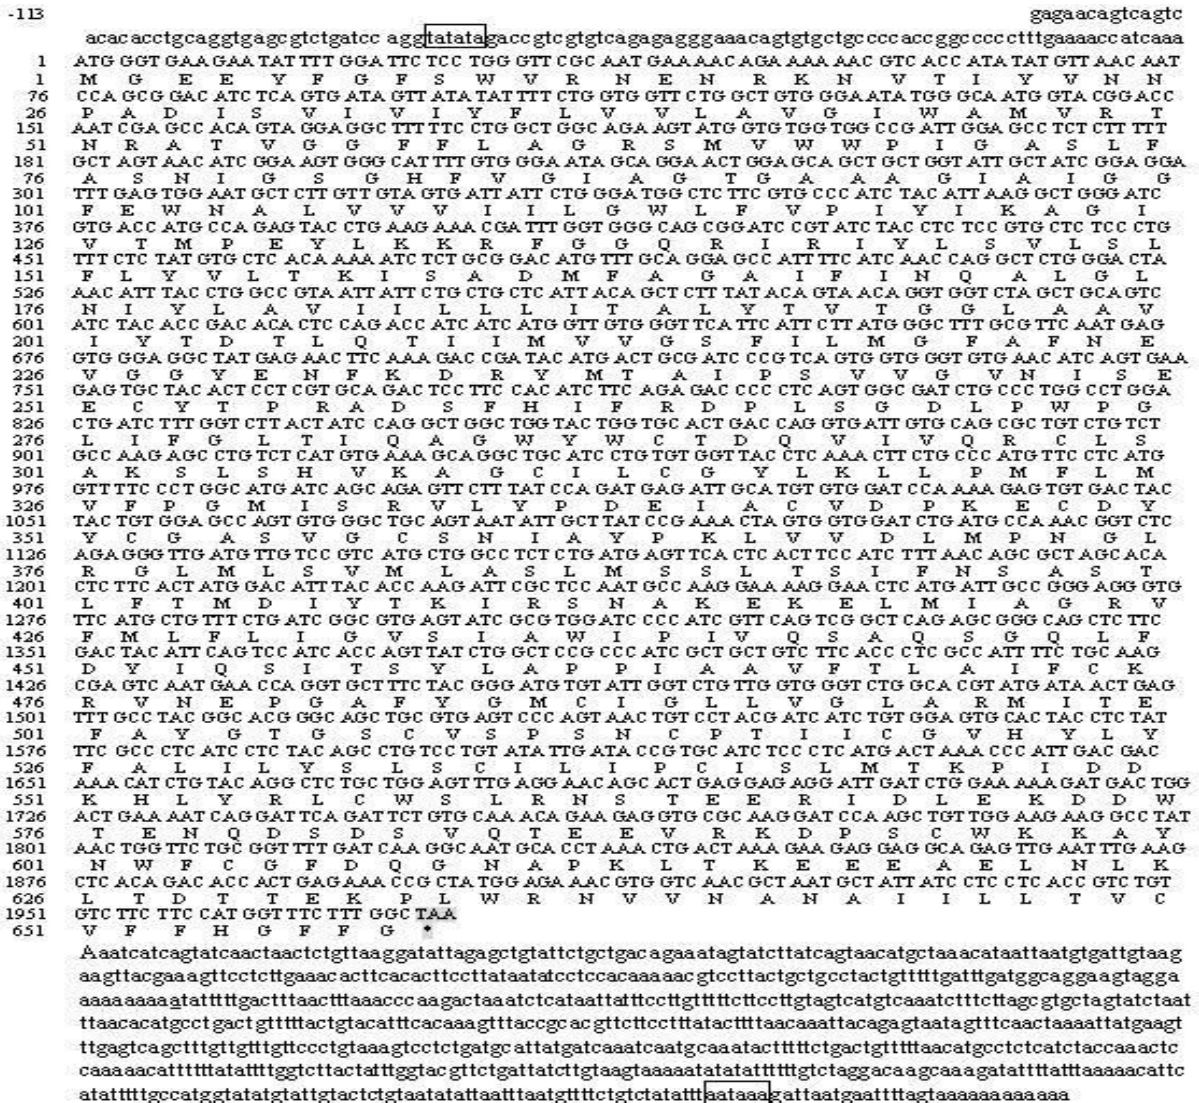 -113 gagaacagtcagtc
acacacctgcaggtgagcgtctgatcc aggtatatagaccgtcgtgtcagagagggaaacagtgtgctgccccaccggcccccctttgaaaaccatcaaa
1 ATG GGT GAA GAA TAT TTT GGA TTC TCC TGG GTT CGC AAT GAA AAC AGA AAA AAC GTC ACC ATA TAT GTT AAC AAT
1 M G E E Y F G F S W V R N E N R K N V T I Y V N N
76 CCA GCG GAC ATC TCA GTG ATA GTT ATA TAT TTT CTG GTG GTT CTG GCT GTG GGA ATA TGG GCA ATG GTA CGG ACC
26 P A D I S V I V I Y F L V V L A V G I W A M V R T
151 AAT CGA GCC ACA GTA GGA GGC TTT TTC CTG GCT GGC AGA AGT ATG GTG TGG TGG CCG ATT GGA GCC TCT CTT TTT
51 N R A T V G G F F L A G R S M V W W P I G A S L F
181 GCT AGT AAC ATC GGA AGT GGG CAT TTT GTG GGA ATA GCA GGA ACT GGA GCA GCT GCT GGT ATT GCT ATC GGA GGA
76 A S N I G S G H F V G I A G T G A A A G I A I G G
301 TTT GAG TGG AAT GCT CTT GTT GTA GTG ATT ATT CTG GGA TGG CTC TTC GTG CCC ATC TAC ATT AAG GCT GGG ATC
101 F E W N A L V V V I I L G W L F V P I Y I K A G I
376 GTG ACC ATG CCA GAG TAC CTG AAG AAA CGA TTT GGT GGG CAG CGG ATC CGT ATC TAC CTC TCC GTG CTC TCC CTG
126 V T M P E Y L K K R F G G Q R I R I Y L S V L S L
451 TTT CTC TAT GTG CTC ACA AAA ATC TCT GCG GAC ATG TTT GCA GGA GCC ATT TTC ATC AAC CAG GCT CTG GGA CTA
151 F L Y V L T K I S A D M F A G A I F I N Q A L G L
526 AAC ATT TAC CTG GCC GTA ATT ATT CTG CTG CTC ATT ACA GCT CTT TAT ACA GTA ACA GGT GGT CTA GCT GCA GTC
176 N I Y L A V I I L L L I T A L Y T V T G G L A A V
601 ATC TAC ACC GAC ACA CTC CAG ACC ATC ATC ATG GTT GTG GGT TCA TTC ATT CTT ATG GGC TTT GCG TTC AAT GAG
201 I Y T D T L Q T I I M V V G S F I L M G F A F N E
676 GTG GGA GGC TAT GAG AAC TTC AAA GAC CGA TAC ATG ACT GCG ATC CCG TCA GTG GTG GGT GTG AAC ATC AGT GAA
226 V G G Y E N F K D R Y M T A I P S V V G V N I S E
751 GAG TGC TAC ACT CCT CGT GCA GAC TCC TTC CAC ATC TTC AGA GAC CCC CTC AGT GGC GAT CTG CCC TGG CCT GGA
251 E C Y T P R A D S F H I F R D P L S G D L P W P G
826 CTG ATC TTT GGT CTT ACT ATC CAG GCT GGC TGG TAC TGG TGC ACT GAC CAG GTG ATT GTG CAG CGC TGT CTG TCT
276 L I F G L T I Q A G W Y W C T D Q V I V Q R C L S
901 GCC AAG AGC CTG TCT CAT GTG AAA GCA GGC TGC ATC CTG TGT GGT TAC CTC AAA CTT CTG CCC ATG TTC CTC ATG
301 A K S L S H V K A G C I L C G Y L K L L P M F L M
976 GTT TTC CCT GGC ATG ATC AGC AGA GTT CTT TAT CCA GAT GAG ATT GCA TGT GTG GAT CCA AAA GAG TGT GAC TAC
326 V F P G M I S R V L Y P D E I A C V D P K E C D Y
1051 TAC TGT GGA GCC AGT GTG GGC TGC AGT AAT ATT GCT TAT CCG AAA CTA GTG GTG GAT CTG ATG CCA AAC GGT CTC
351 Y C G A S V G C S N I A Y P K L V V D L M P N G L
1126 AGA GGG TTG ATG TTG TCC GTC ATG CTG GCC TCT CTG ATG AGT TCA CTC ACT TCC ATC TTT AAC AGC GCT AGC ACA
376 R G L M L S V M L A S L M S S L T S I F N S A S T
1201 CTC TTC ACT ATG GAC ATT TAC ACC AAG ATT CGC TCC AAT GCC AAG GAA AAG GAA CTC ATG ATT GCC GGG AGG GTG
401 L F T M D I Y T K I R S N A K E K E L M I A G R V
1276 TTC ATG CTG TTT CTG ATC GGC GTG AGT ATC GCG TGG ATC CCC ATC GTT CAG TCG GCT CAG AGC GGG CAG CTC TTC
426 F M L F L I G V S I A W I P I V Q S A Q S G Q L F
1351 GAC TAC ATT CAG TCC ATC ACC AGT TAT CTG GCT CCG CCC ATC GCT GCT GTC TTC ACC CTC GCC ATT TTC TGC AAG
451 D Y I Q S I T S Y L A P P I A A V F T L A I F C K
1426 CGA GTC AAT GAA CCA GGT GCT TTC TAC GGG ATG TGT ATT GGT CTG TTG GTG GGT CTG GCA CGT ATG ATA ACT GAG
476 R V N E P G A F Y G M C I G L L V G L A R M I T E
1501 TTT GCC TAC GGC ACG GGC AGC TGC GTG AGT CCC AGT AAC TGT CCT ACG ATC ATC TGT GGA GTG CAC TAC CTC TAT
501 F A Y G T G S C V S P S N C P T I I C G V H Y L Y
1576 TTC GCC CTC ATC CTC TAC AGC CTG TCC TGT ATA TTG ATA CCG TGC ATC TCC CTC ATG ACT AAA CCC ATT GAC GAC
526 F A L I L Y S L S C I L I P C I S L M T K P I D D
1651 AAA CAT CTG TAC AGG CTC TGC TGG AGT TTG AGG AAC AGC ACT GAG GAG AGG ATT GAT CTG GAA AAA GAT GAC TGG
551 K H L Y R L C W S L R N S T E E R I D L E K D D W
1726 ACT GAA AAT CAG GAT TCA GAT TCT GTG CAA ACA GAA GAG GTG CGC AAG GAT CCA AGC TGT TGG AAG AAG GCC TAT
576 T E N Q D S D S V Q T E E V R K D P S C W K K A Y
1801 AAC TGG TTC TGC GGT TTT GAT CAA GGC AAT GCA CCT AAA CTG ACT AAA GAA GAG GAG GCA GAG TTG AAT TTG AAG
601 N W F C G F D Q G N A P K L T K E E E A E L N L K
1876 CTC ACA GAC ACC ACT GAG AAA CCG CTA TGG AGA AAC GTG GTC AAC GCT AAT GCT ATT ATC CTC CTC ACC GTC TGT
626 L T D T T E K P L W R N V V N A N A I I L L T V C
1951 GTC TTC TTC CAT GGT TTC TTT GGC TAA
651 V F F H G F F G *
Aaatcatcagtatcaactaactctgttaaggatattagagctgtattctgctgacagaaatagtatcttatcagtaacatgctaaacataattaatgtgattgtaag
aagttacgaaagttcctcttgaaacacttcacacttccttataatatcctccacaaaaacgtccttactgctgcctactgtttttgatttgatggcaggaagtagga
aaaaaaaaatatttttgactttaactttaaacccaagactaaatctcataattatttccttgtttttcttccttgtagtcatgtcaaatctttcttagcgtgctagtatctaat
ttaacacatgcctgactgtttttactgtacatttcacaaagtttaccgcacgttcttcctttatacttttaacaaattacagagtaatagtttcaactaaaattatgaagt
ttgagtcagctttgttgtttgttccctgtaaagtcctctgatgcattatgatcaaatcaatgcaaatactttttctgactgtttttaacatgcctctcatctaccaaactc
caaaaacattttttatattttggtcttactatttggtacgttctgattatcttgtaagtaaaaatatatattttttgtctaggacaagcaaagatattttatttaaaaacattc
atatttttgccatggtatatgtattgtactctgtaatatattaatttaatgttttctgtctatatttaataaagattaatgaattttagtaaaaaaaaaaaa